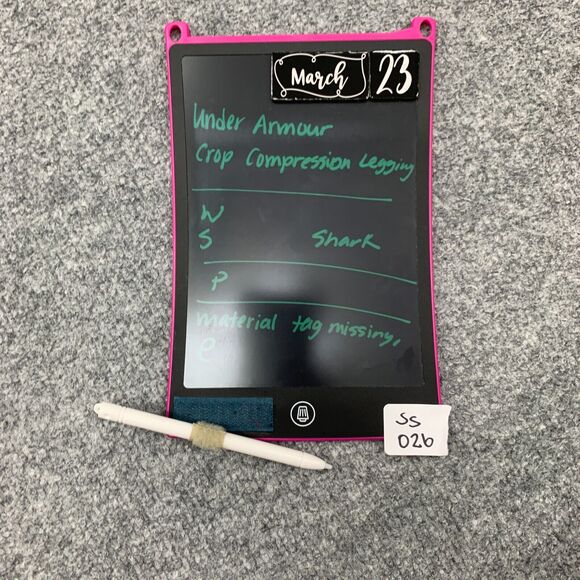 March 23
Under Armour
Crop Compression Legging
W
S Shark
P
material tag missing,
e
SS
026